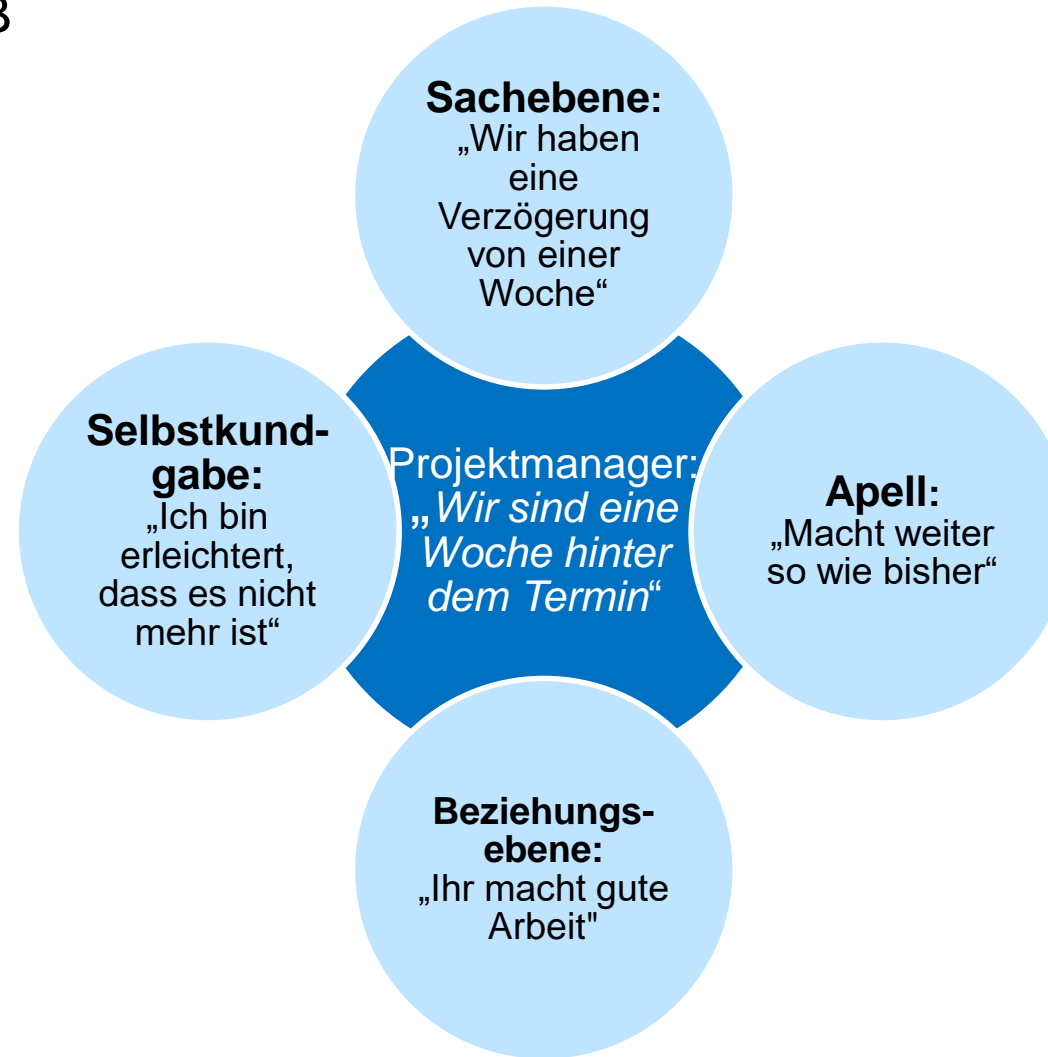 Sachebene:
„Wir haben
eine
Verzögerung
von einer
Woche“
Selbstkund-
gabe:
„Ich bin
erleichtert,
dass es nicht
mehr ist“
Projektmanager:
„Wir sind eine
Woche hinter
dem Termin“
Apell:
„Macht weiter
so wie bisher“
Beziehungs-
ebene:
„Ihr macht gute
Arbeit"